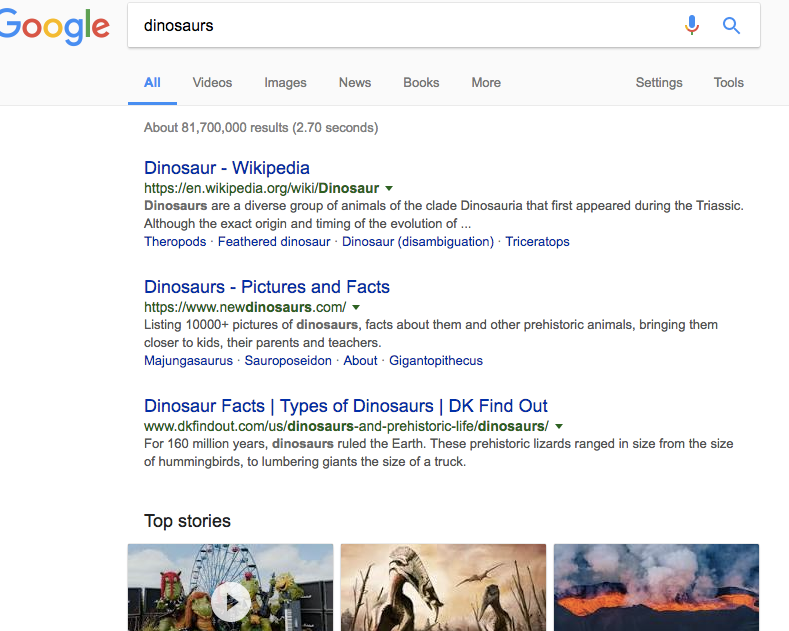 Google
dinosaurs
All Videos Images News Books More Settings Tools
About 81,700,000 results (2.70 seconds)
Dinosaur - Wikipedia
https://en.wikipedia.org/wiki/Dinosaur
Dinosaurs are a diverse group of animals of the clade Dinosauria that first appeared during the Triassic.
Although the exact origin and timing of the evolution of ...
Theropods · Feathered dinosaur · Dinosaur (disambiguation) · Triceratops
Dinosaurs - Pictures and Facts
https://www.newdinosaurs.com/
Listing 10000+ pictures of dinosaurs, facts about them and other prehistoric animals, bringing them
closer to kids, their parents and teachers.
Majungasaurus · Sauroposeidon · About · Gigantopithecus
Dinosaur Facts | Types of Dinosaurs | DK Find Out
www.dkfindout.com/us/dinosaurs-and-prehistoric-life/dinosaurs/
For 160 million years, dinosaurs ruled the Earth. These prehistoric lizards ranged in size from the size
of hummingbirds, to lumbering giants the size of a truck.
Top stories